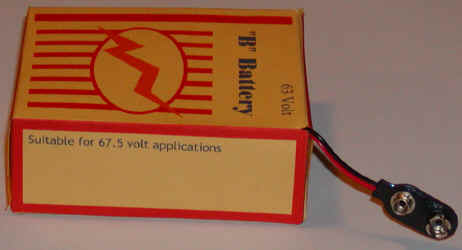 "B" Battery
63 Volt
Suitable for 67.5 volt applications